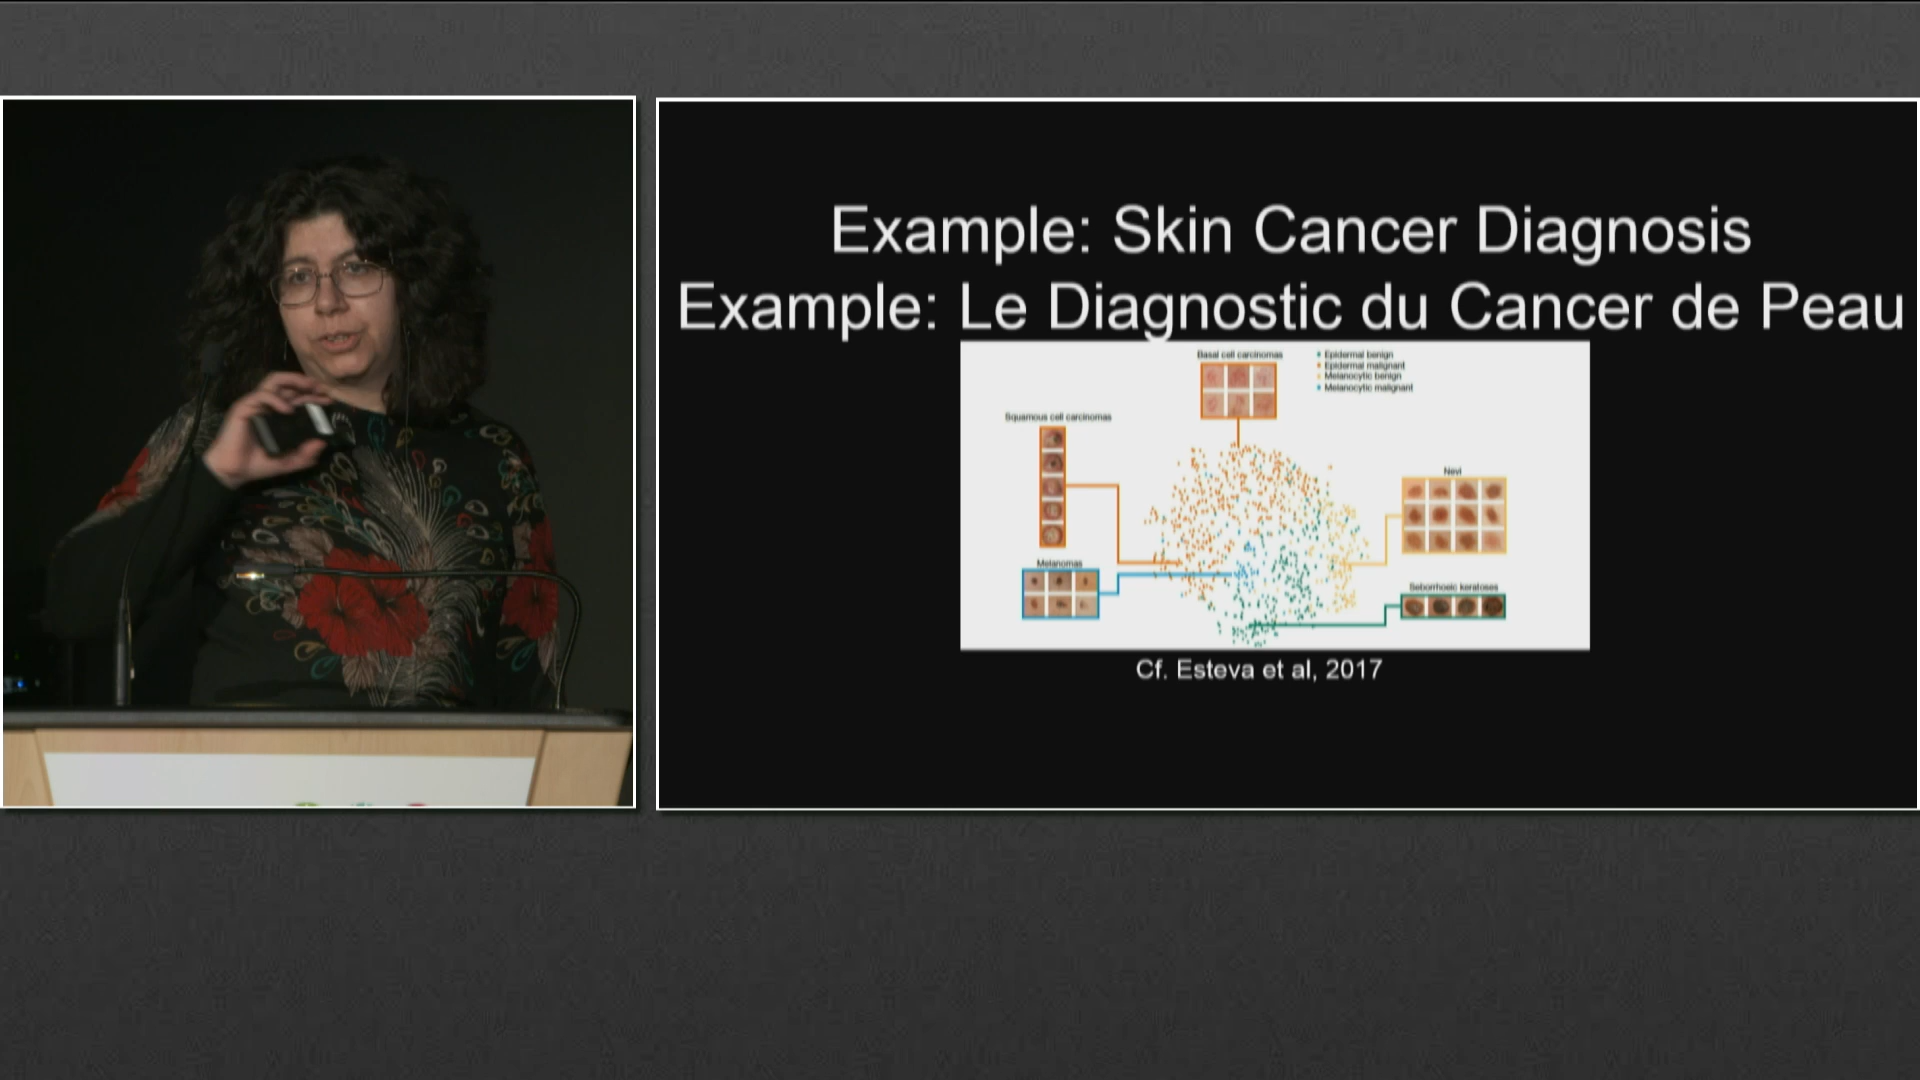 Example: Skin Cancer Diagnosis
Example: Le Diagnostic du Cancer de Peau
Basal cell carcinomas
Epidermal benign
Epidermal malignant
Melanocytic benign
Melanocytic malignant
Squamous cell carcinomas
Nevi
Melanomas
Seborrhoeic keratoses
Cf. Esteva et al, 2017